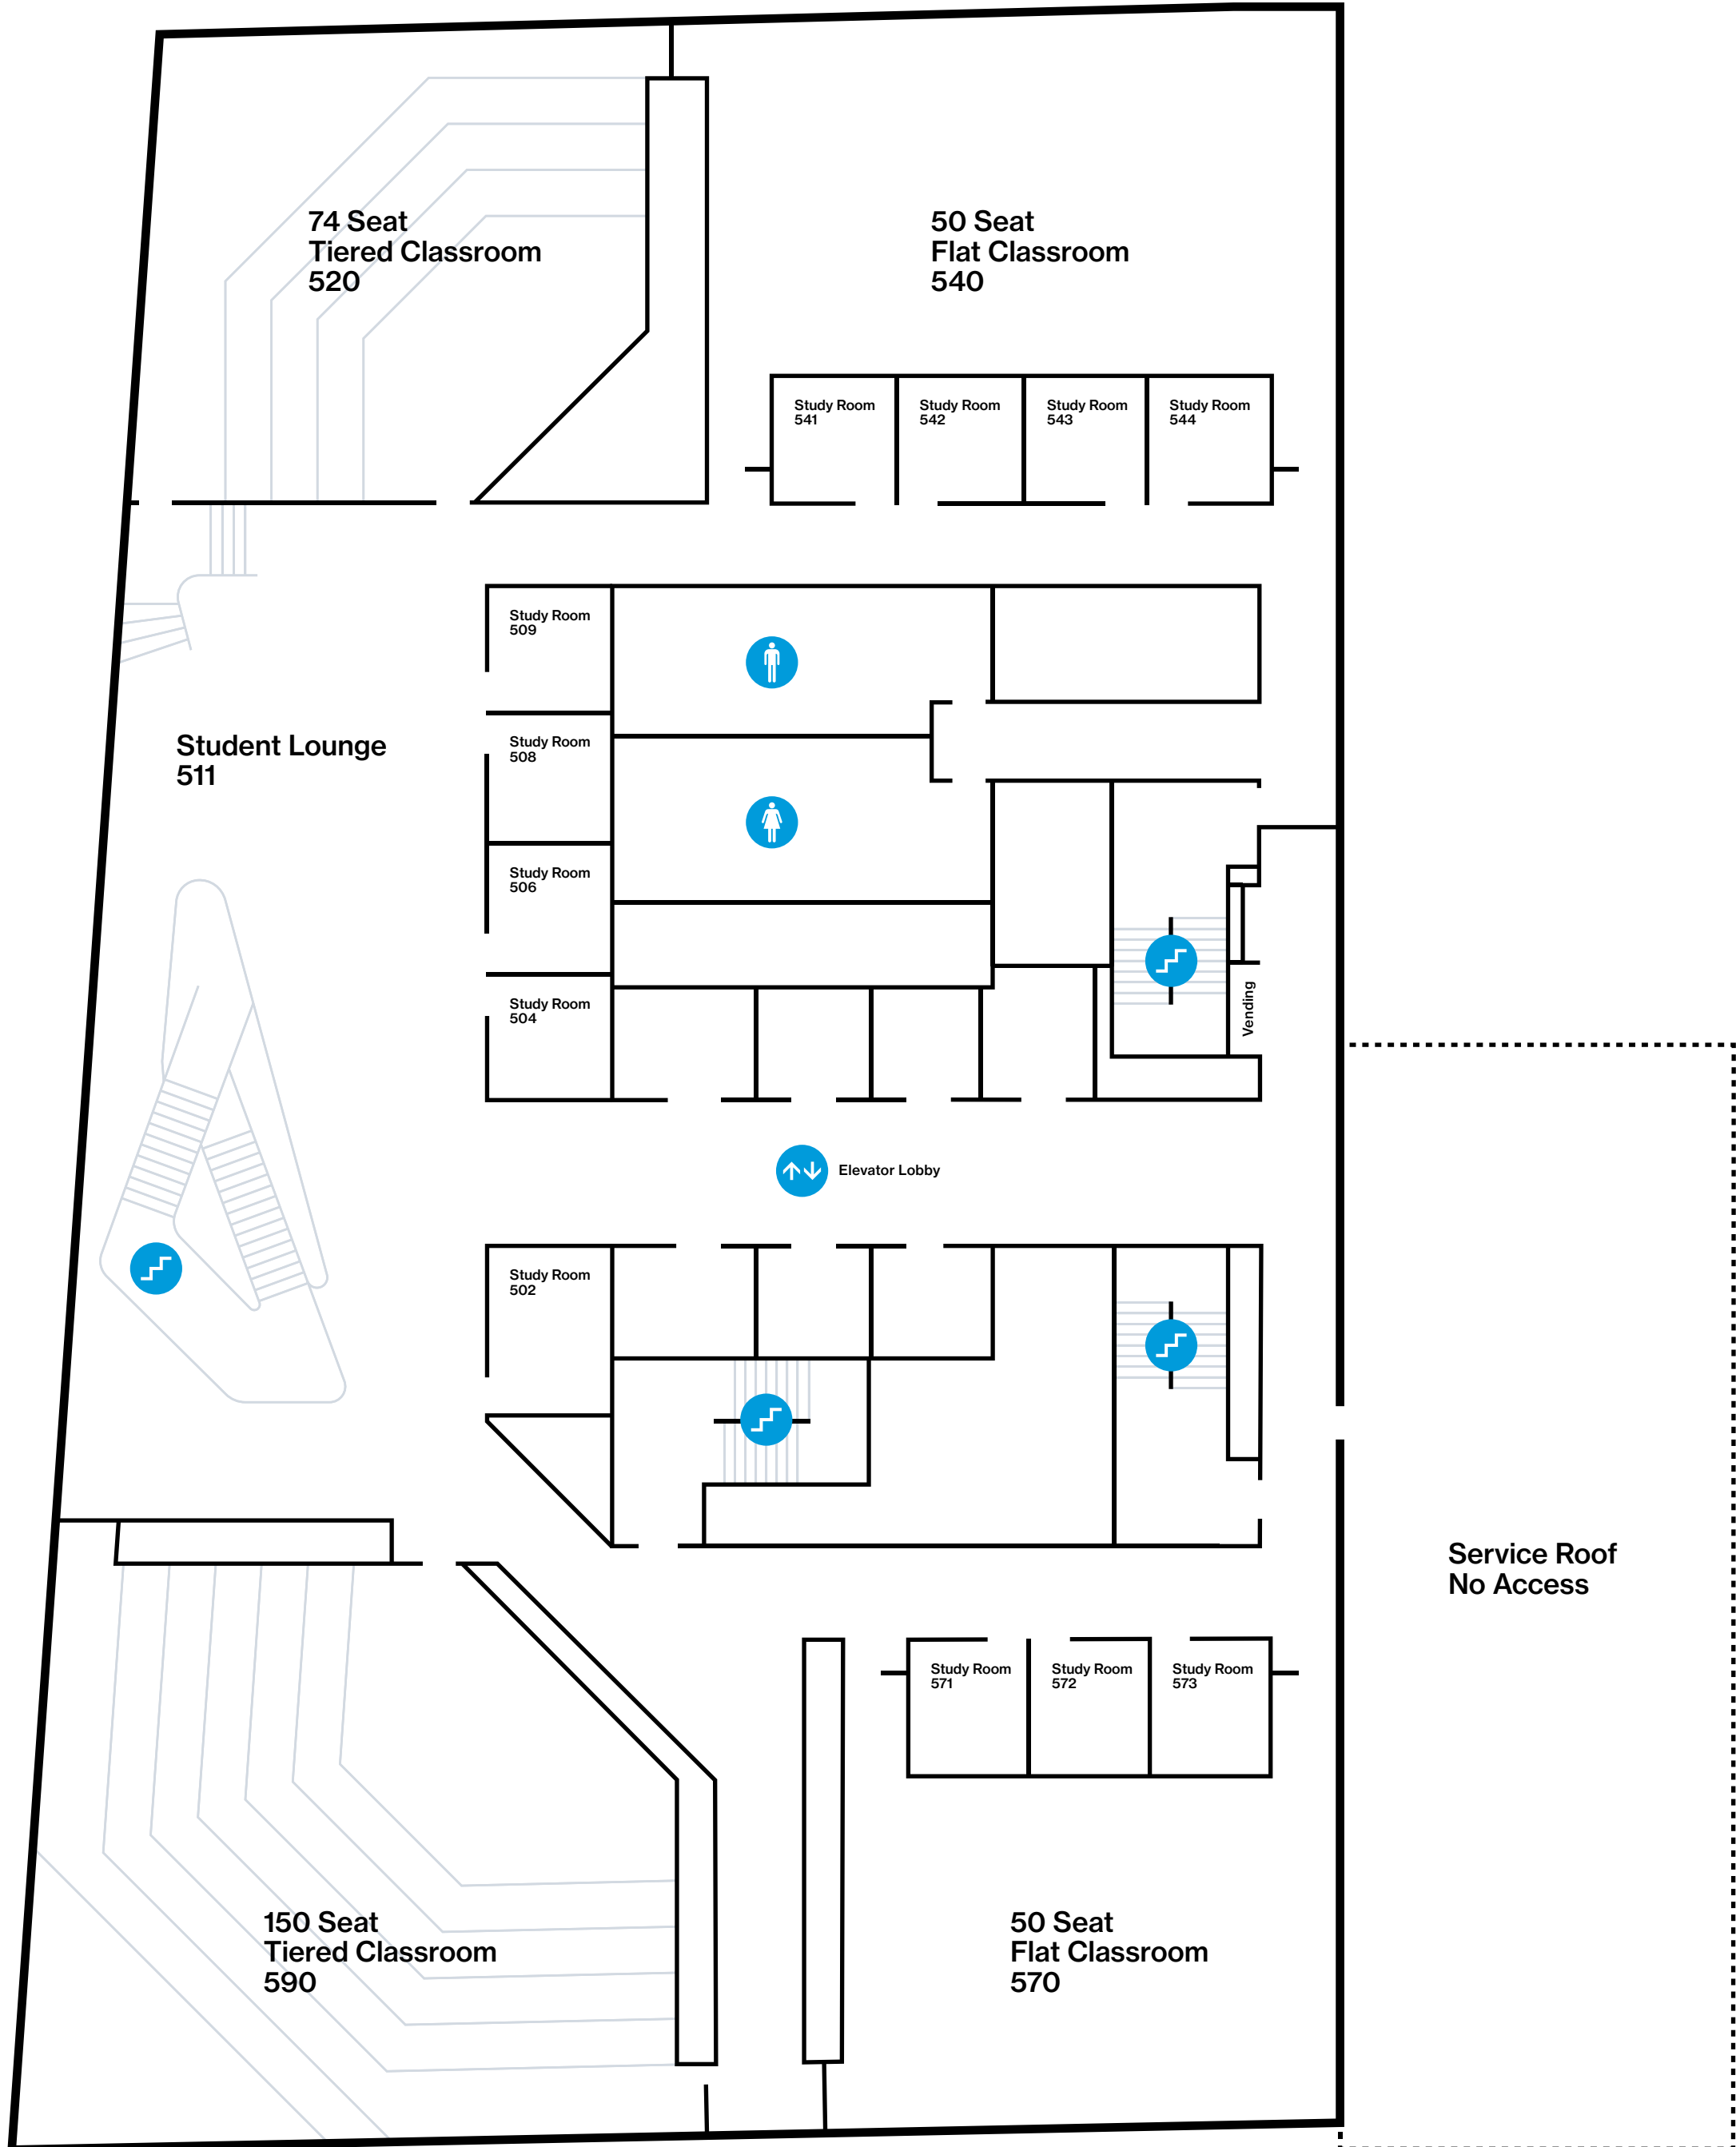 74 Seat
Tiered Classroom
520
50 Seat
Flat Classroom
540
Study Room
541
Study Room
542
Study Room
543
Study Room
544
Study Room
509
Student Lounge
511
Study Room
508
Study Room
506
Study Room
504
Vending
Elevator Lobby
Study Room
502
Service Roof
No Access
Study Room
571
Study Room
572
Study Room
573
150 Seat
Tiered Classroom
590
50 Seat
Flat Classroom
570